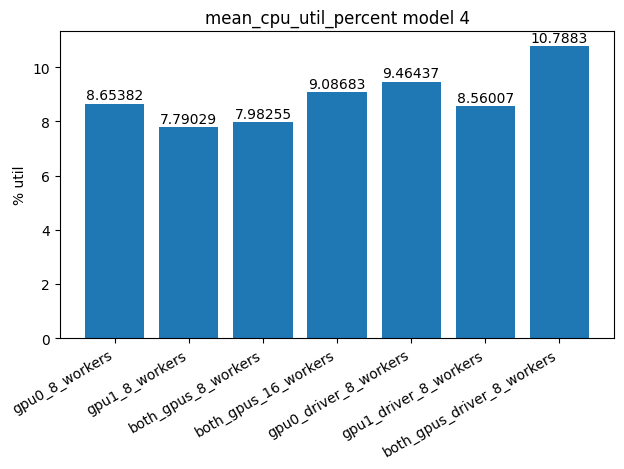 mean_cpu_util_percent model 4
% util
10
8
6
4
2
0
8.65382
7.79029
7.98255
9.08683
9.46437
8.56007
10.7883
gpu0_8_workers
gpu1_8_workers
both_gpus_8_workers
both_gpus_16_workers
gpu0_driver_8_workers
gpu1_driver_8_workers
both_gpus_driver_8_workers